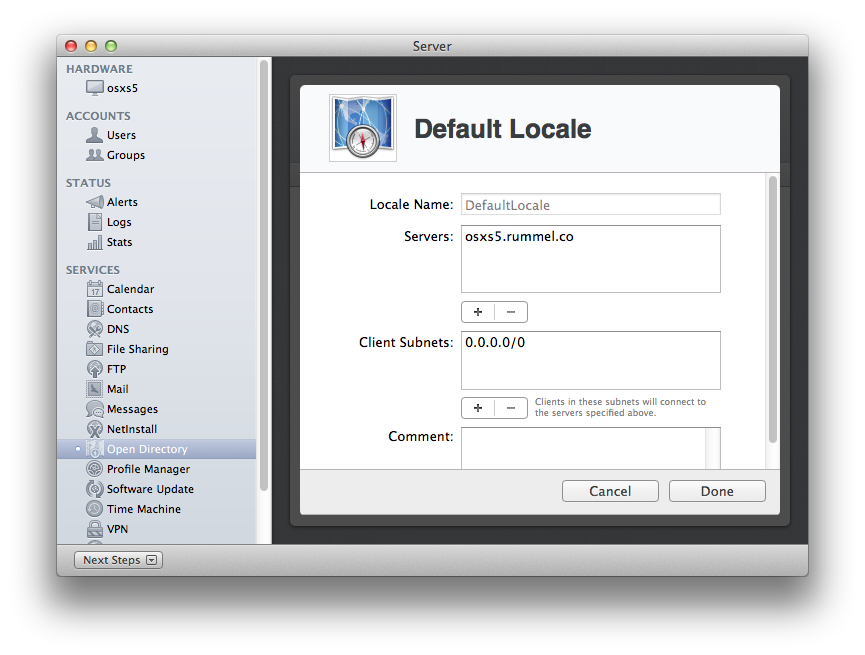 Server
HARDWARE
osxs5
ACCOUNTS
Users
Groups
STATUS
Alerts
Logs
Stats
SERVICES
17
Calendar
Contacts
DNS
File Sharing
FTP
Mail
Messages
NetInstall
Open Directory
Profile Manager
Software Update
Time Machine
VPN
Next Steps
Default Locale
Locale Name: DefaultLocale
Servers: osxs5.rummel.co
+ −
Client Subnets: 0.0.0.0/0
+ −
Clients in these subnets will connect to
the servers specified above.
Comment:
Cancel Done